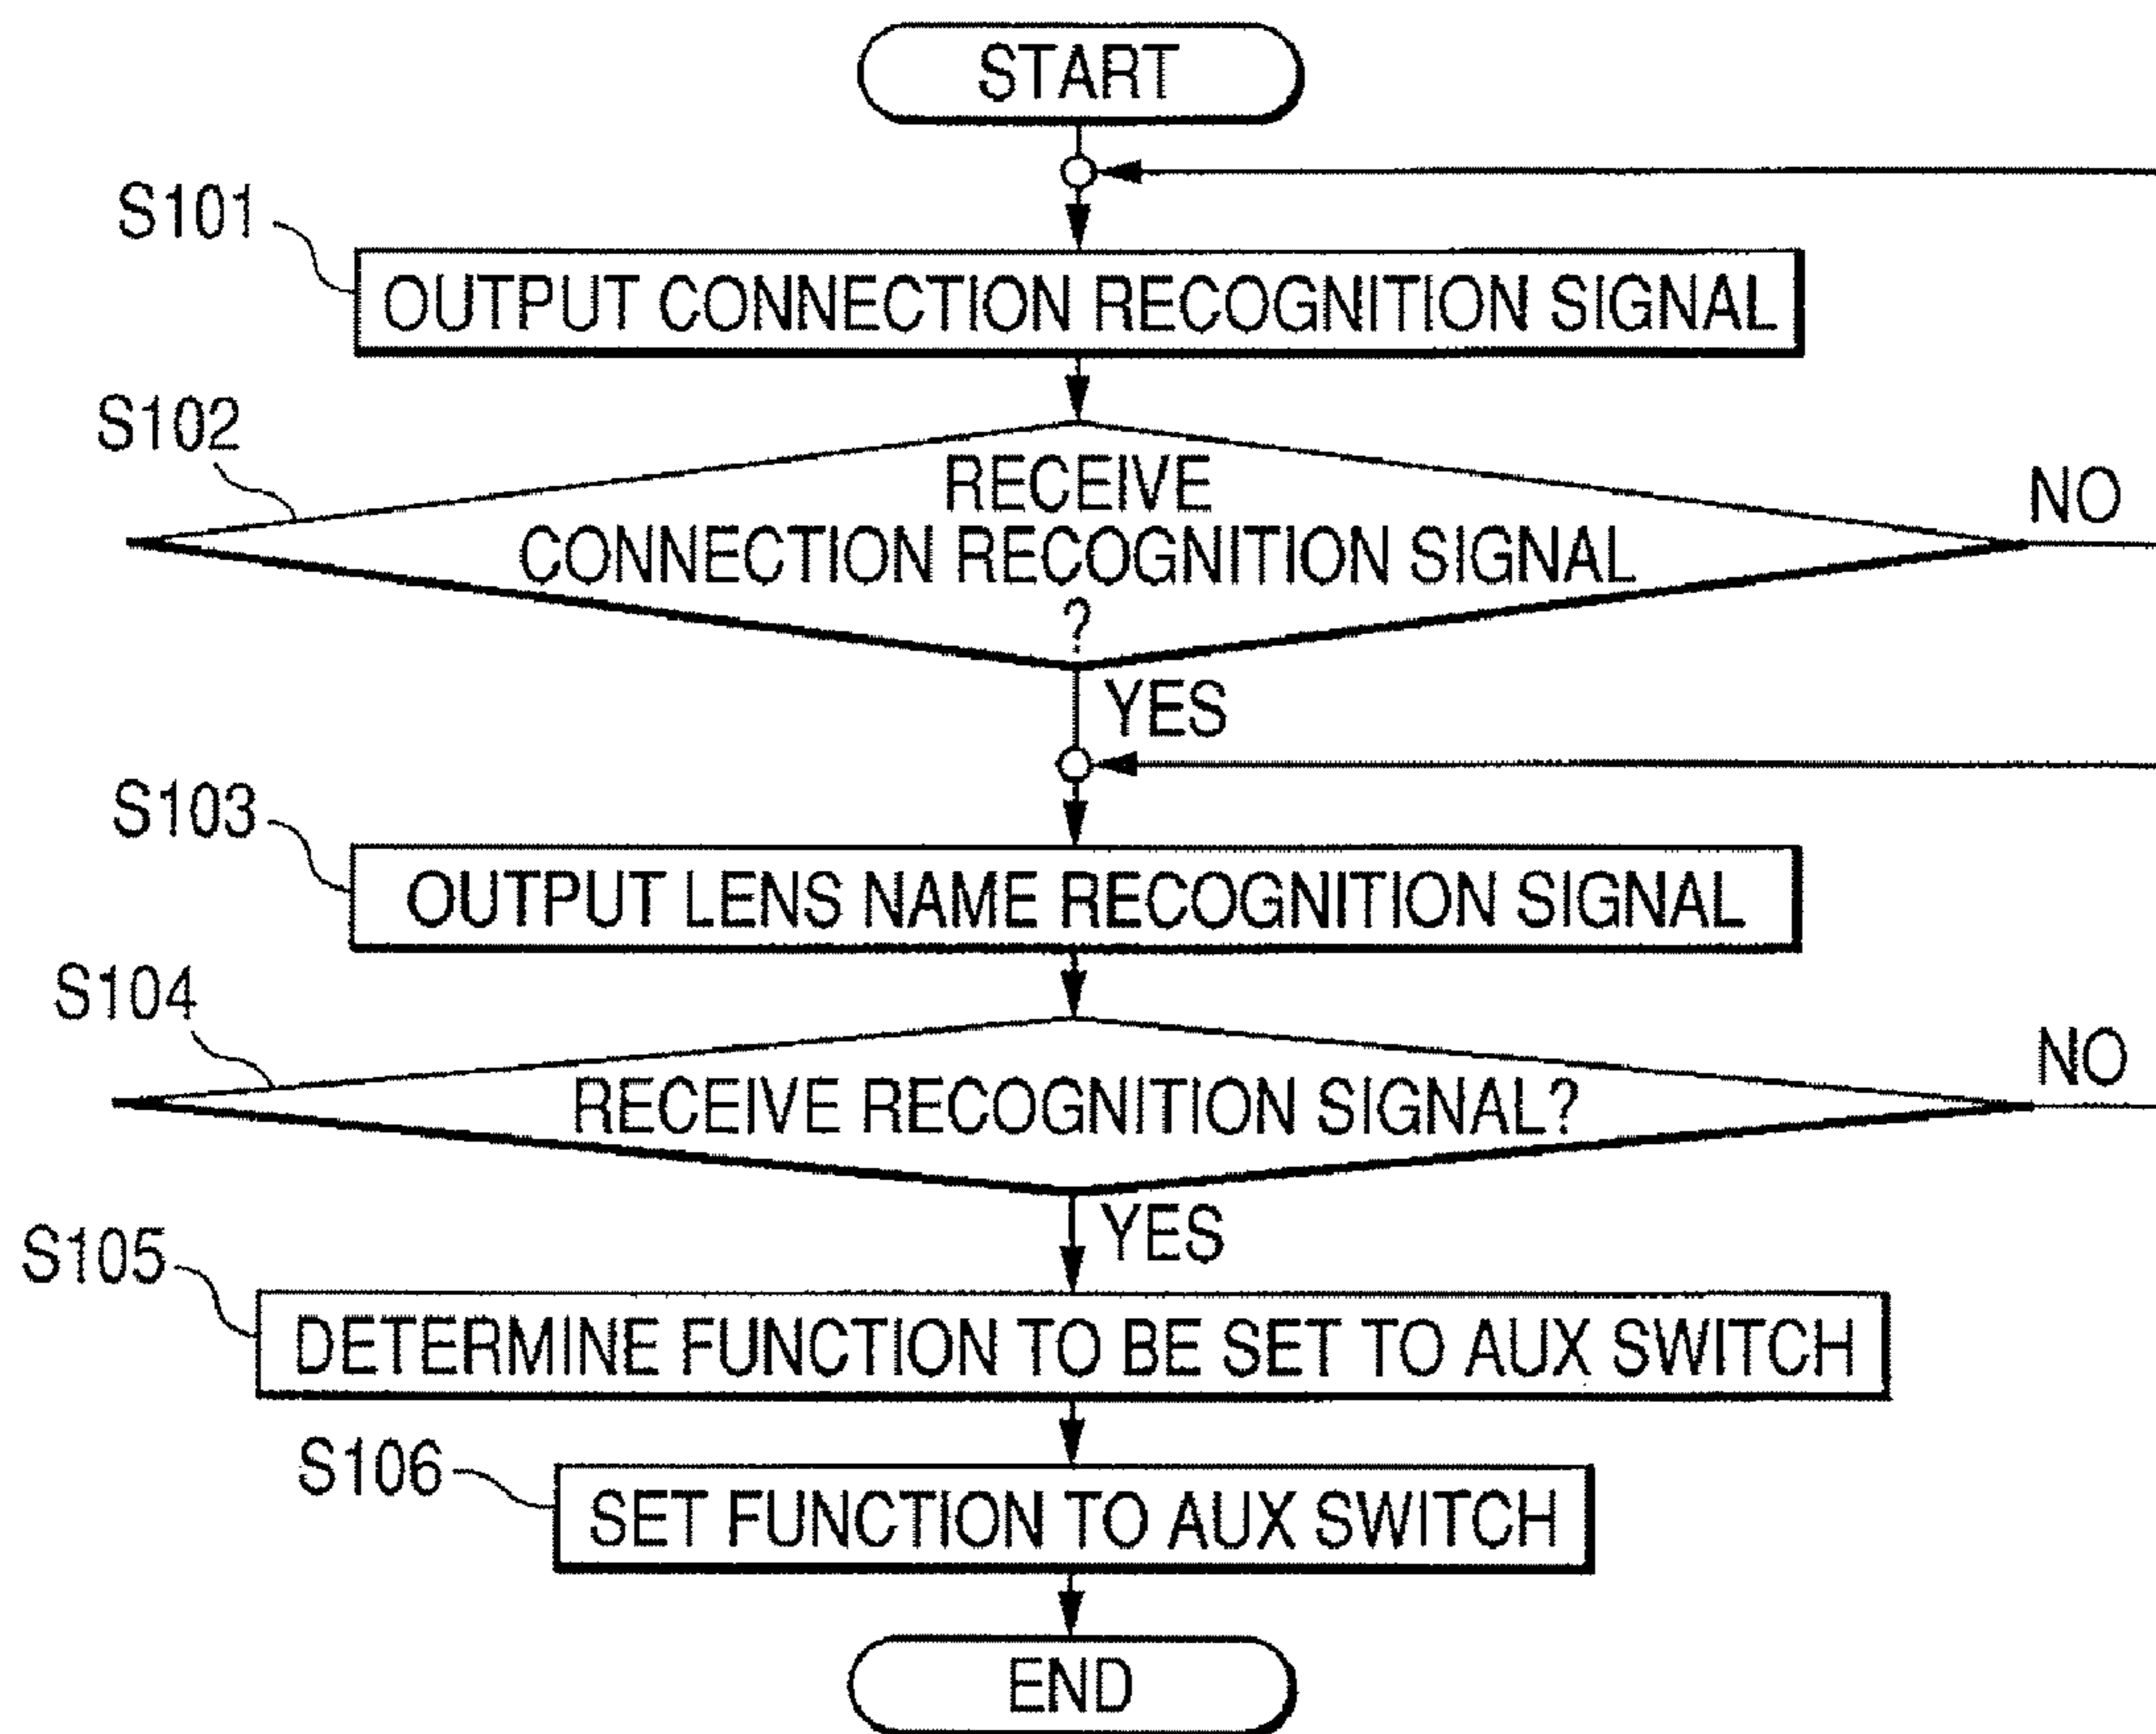 START
S101
OUTPUT CONNECTION RECOGNITION SIGNAL
S102
RECEIVE
CONNECTION RECOGNITION SIGNAL
?
NO
YES
S103
OUTPUT LENS NAME RECOGNITION SIGNAL
S104
RECEIVE RECOGNITION SIGNAL?
NO
YES
S105
DETERMINE FUNCTION TO BE SET TO AUX SWITCH
S106
SET FUNCTION TO AUX SWITCH
END